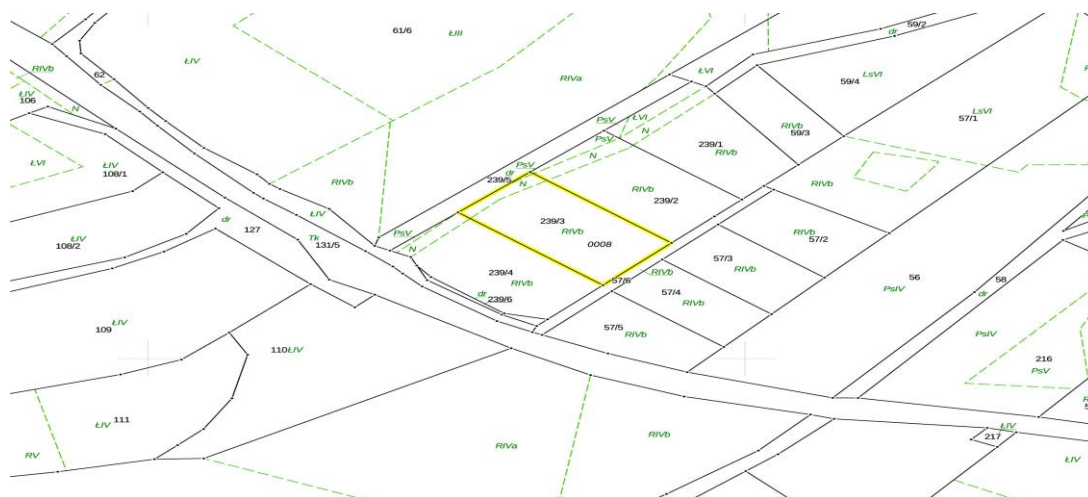 59/2
dr
61/6
ŁIII
ŁIV
RIVb
62
ŁVI
59/4
LsVI
RIVa
ŁIV
106
N
PsV
ŁVI
LsVI
57/1
PsV
N
RIVb
59/3
239/1
RIVb
ŁVI
ŁIV
108/1
PsV
dr
239/5
N
RIVb
RIVb
RIVb
239/2
ŁIV
dr
239/3
RIVb
127
Tk
131/5
PsV
N
0008
RIVb
57/2
ŁIV
108/2
57/3
RIVb
239/4
RIVb
57/6
RIVb
56
58
PsIV
dr
dr
239/6
57/4
RIVb
ŁIV
109
57/5
RIVb
PsIV
110 ŁIV
216
PsV
ŁIV
111
RV
RIVa
RIVb
ŁIV
217
ŁIV